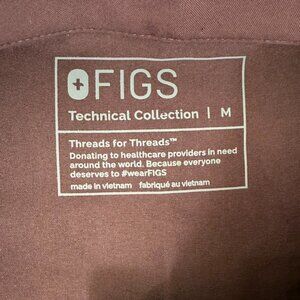 FIGS
Technical Collection | M
Threads for Threads™
Donating to healthcare providers in need
around the world. Because everyone
deserves to #wearFIGS
made in vietnam fabriqué au vietnam